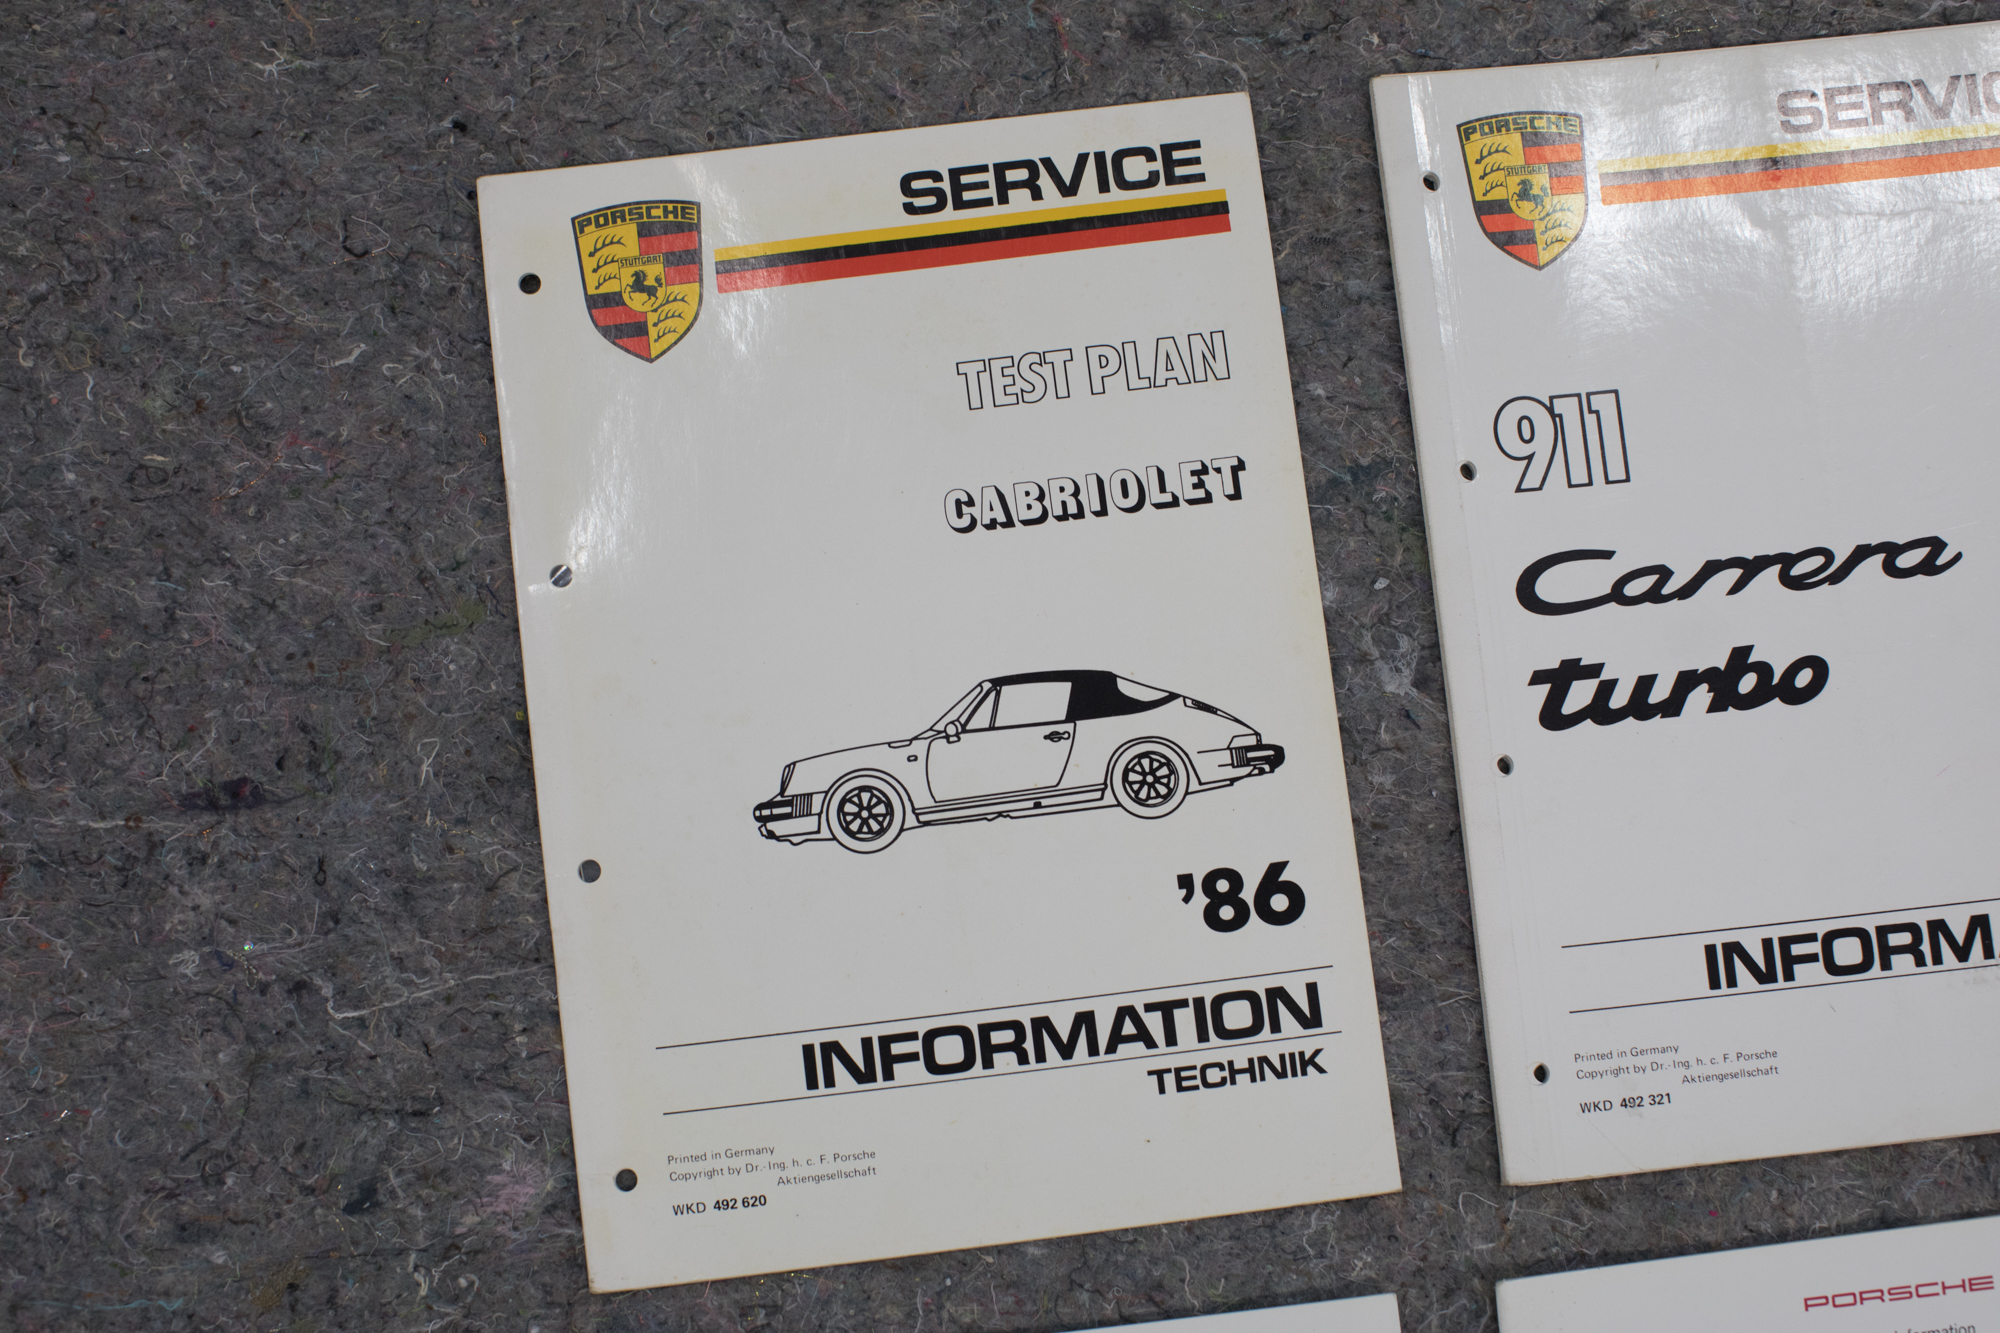 SERVICE
PORSCHE
STUTTGART
TEST PLAN
CABRIOLET
'86
INFORMATION
TECHNIK
Printed in Germany
Copyright by Dr.-Ing. h. c. F. Porsche
Aktiengesellschaft
WKD 492 620
PORSCHE
STUTTGART
911
Carrera
turbo
Printed in Germany
Copyright by Dr.-Ing. h. c. F. Porsche
Aktiengesellschaft
WKD 492 321
PORSCHE